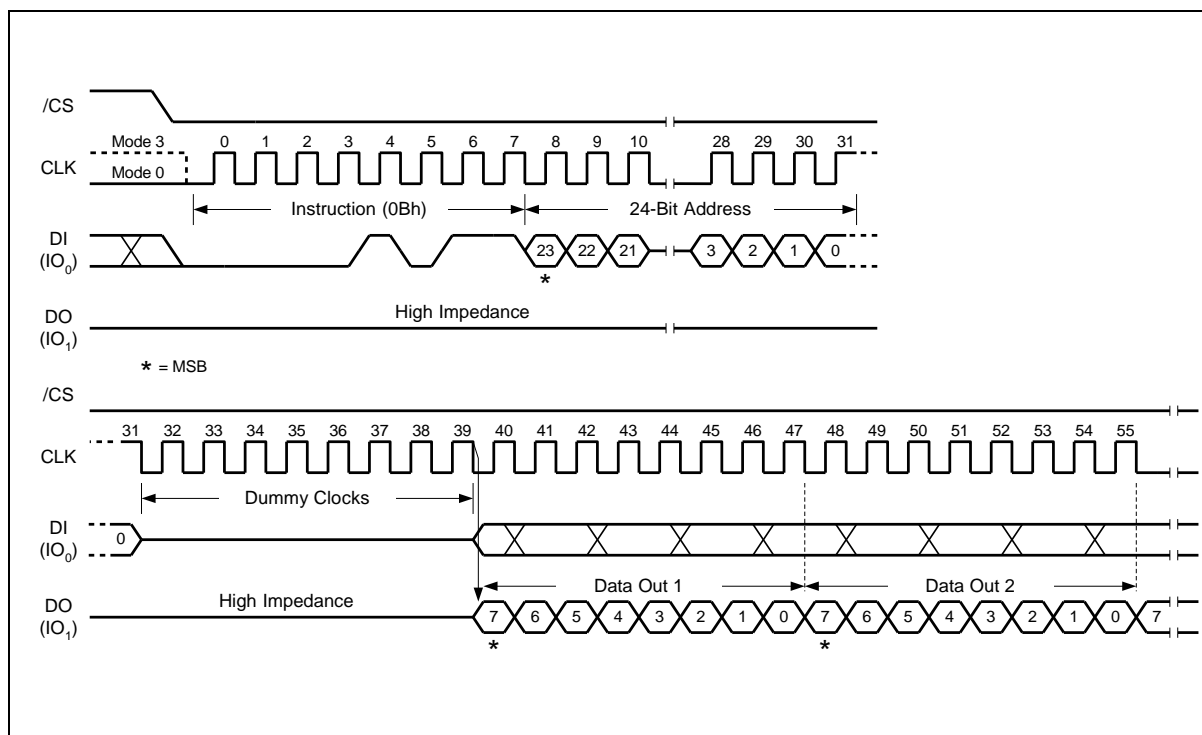 /CS
Mode 3 0 1 2 3 4 5 6 7 8 9 10 28 29 30 31
CLK Mode 0
Instruction (0Bh) 24-Bit Address
DI
(IO0) 23 22 21 3 2 1 0
*
High Impedance
DO
(IO1)
* = MSB
/CS
31 32 33 34 35 36 37 38 39 40 41 42 43 44 45 46 47 48 49 50 51 52 53 54 55
CLK
Dummy Clocks
DI
(IO0) 0
Data Out 1 Data Out 2
DO High Impedance
(IO1) 7 6 5 4 3 2 1 0 7 6 5 4 3 2 1 0 7
* *